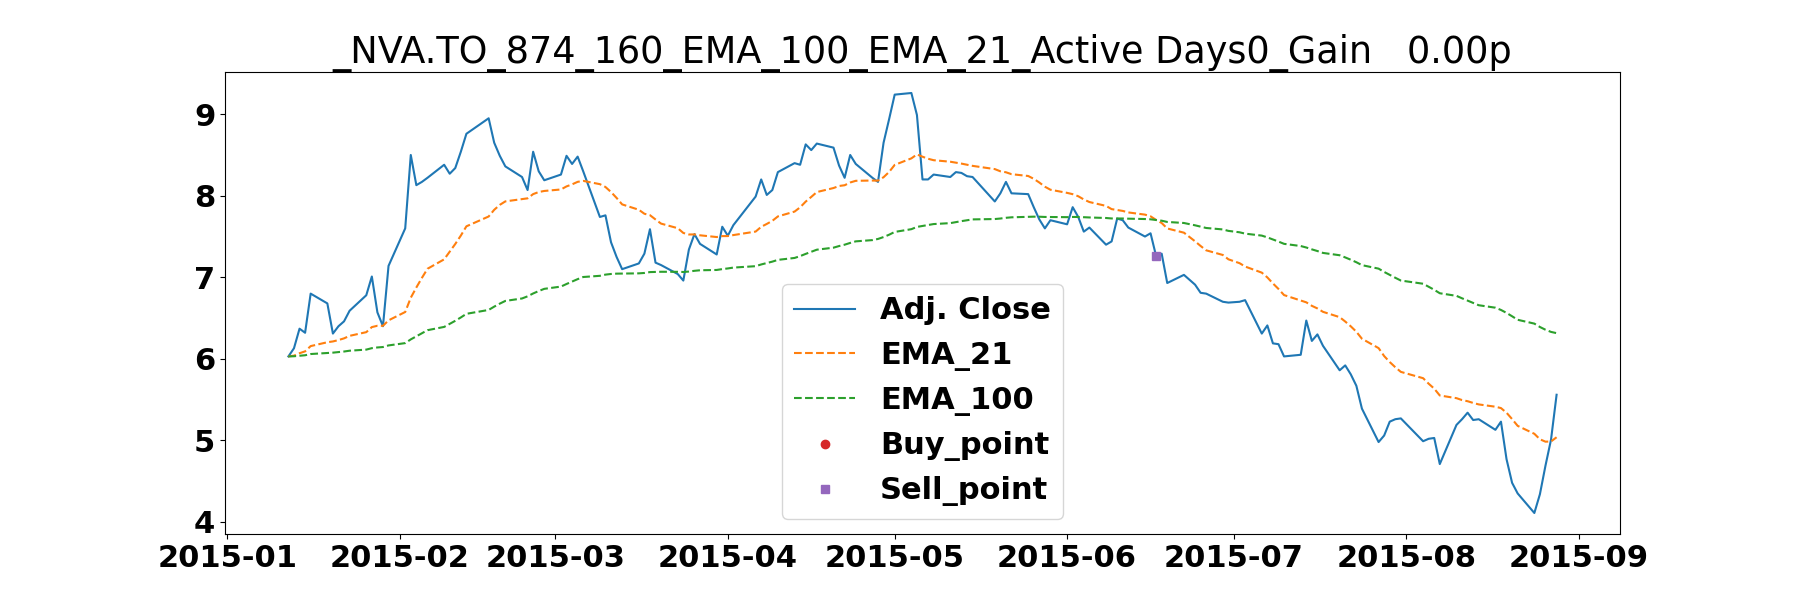 _NVA.TO_874_160_EMA_100_EMA_21_Active Days0_Gain   0.00p
9
8
7
6
5
4
Adj. Close
EMA_21
EMA_100
Buy_point
Sell_point
2015-01 2015-02 2015-03 2015-04 2015-05 2015-06 2015-07 2015-08 2015-09